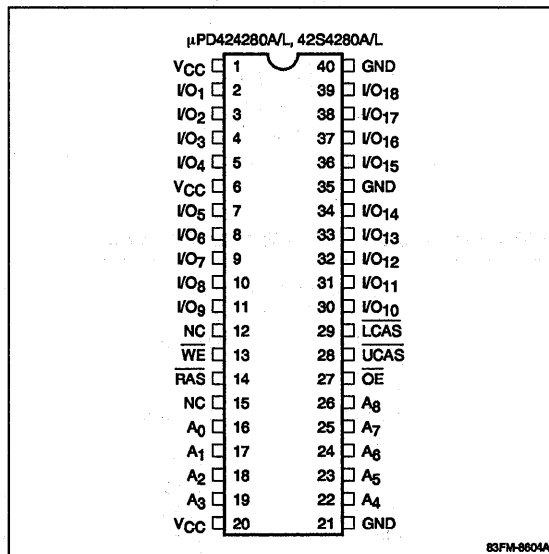 μPD424280A/L, 42S4280A/L
VCC 1 40 GND
I/O1 2 39 I/O18
I/O2 3 38 I/O17
I/O3 4 37 I/O16
I/O4 5 36 I/O15
VCC 6 35 GND
I/O5 7 34 I/O14
I/O6 8 33 I/O13
I/O7 9 32 I/O12
I/O8 10 31 I/O11
I/O9 11 30 I/O10
NC 12 29 LCAS
WE 13 28 UCAS
RAS 14 27 OE
NC 15 26 A8
A0 16 25 A7
A1 17 24 A6
A2 18 23 A5
A3 19 22 A4
VCC 20 21 GND
83FM-8604A